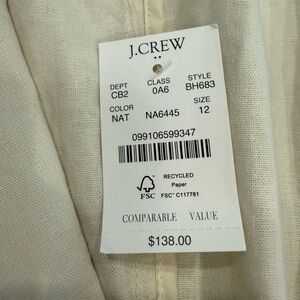 J.CREW
DEPT CLASS STYLE
CB2 0A6 BH683
COLOR SIZE
NAT NA6445 12
099106599347
RECYCLED
Paper
FSC FSC® C117781
COMPARABLE VALUE
$138.00